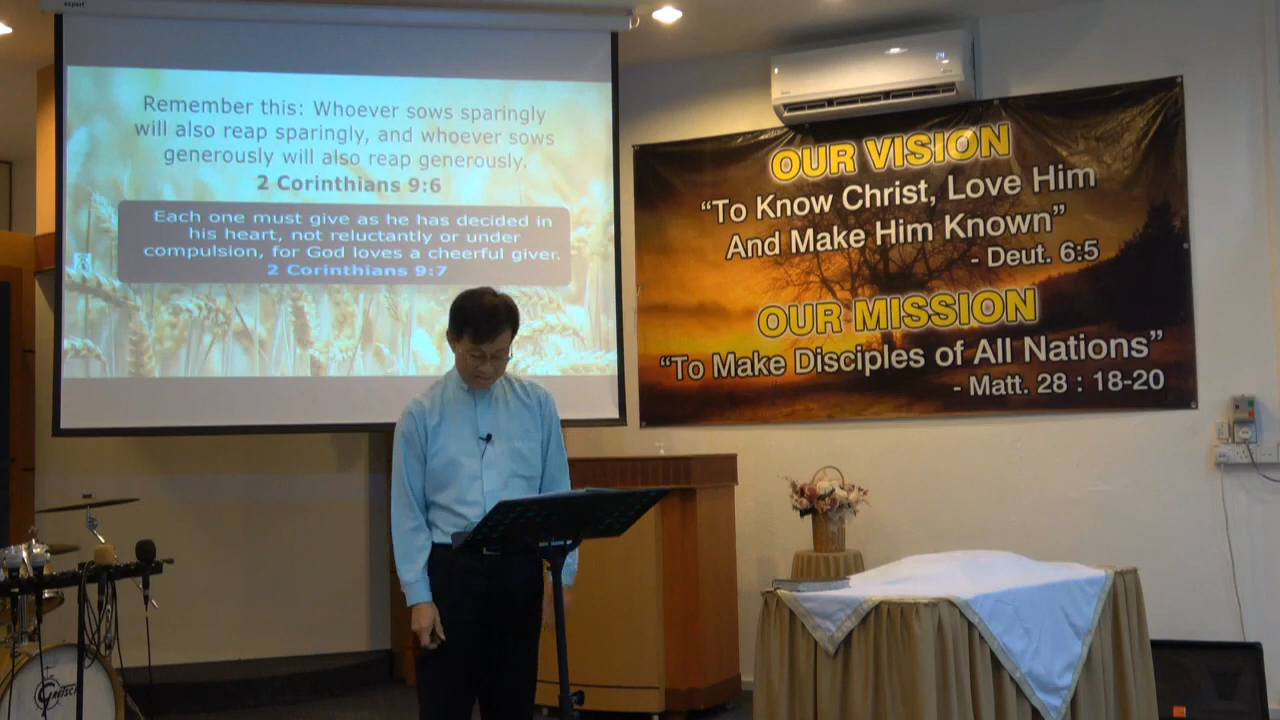 Remember this: Whoever sows sparingly
will also reap sparingly, and whoever sows
generously will also reap generously.
2 Corinthians 9:6
Each one must give as he has decided in
his heart, not reluctantly or under
compulsion, for God loves a cheerful giver.
2 Corinthians 9:7
OUR VISION
“To Know Christ, Love Him
And Make Him Known”
- Deut. 6:5
OUR MISSION
“To Make Disciples of All Nations”
- Matt. 28 : 18-20
GRETSCH